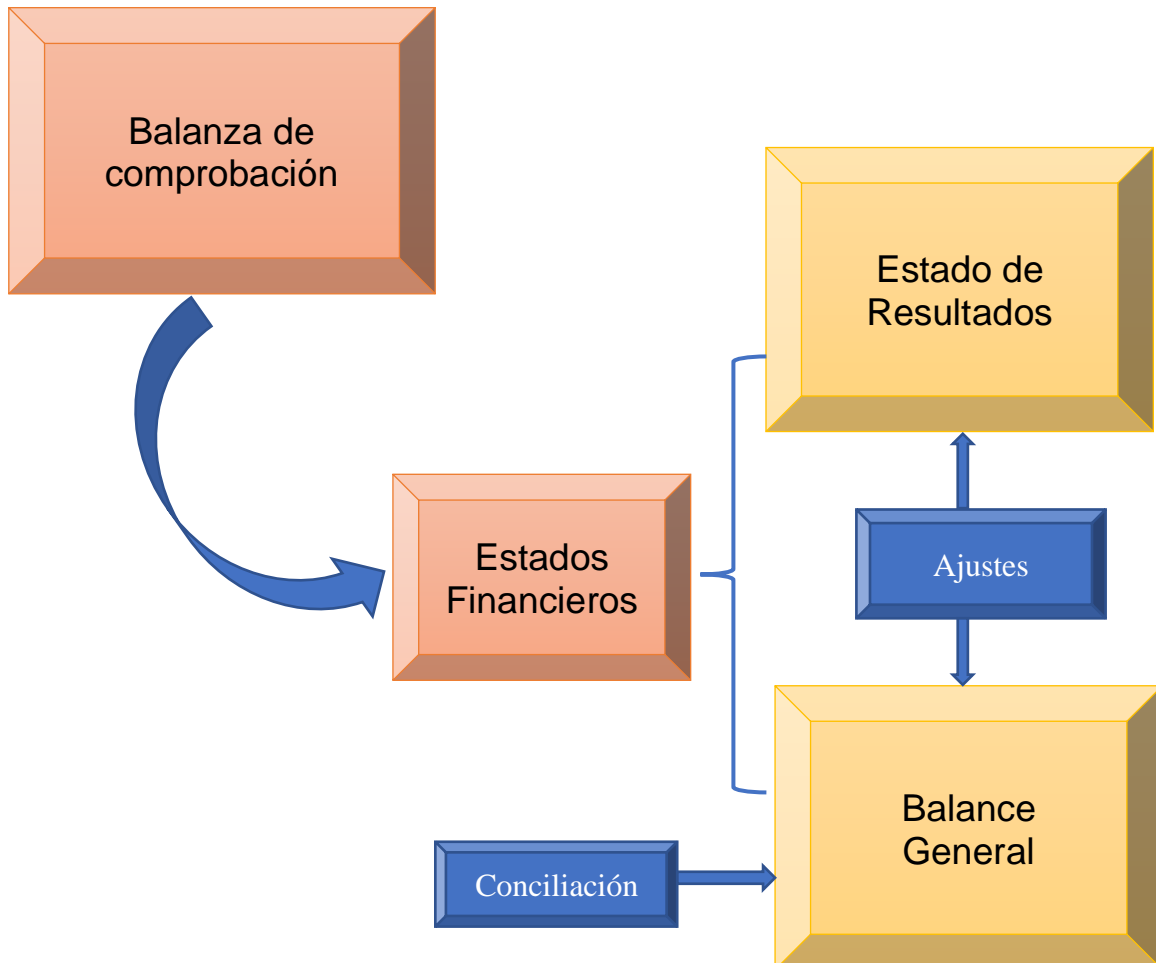 Balanza de
comprobación
Estado de
Resultados
Estados
Financieros
Ajustes
Balance
General
Conciliación